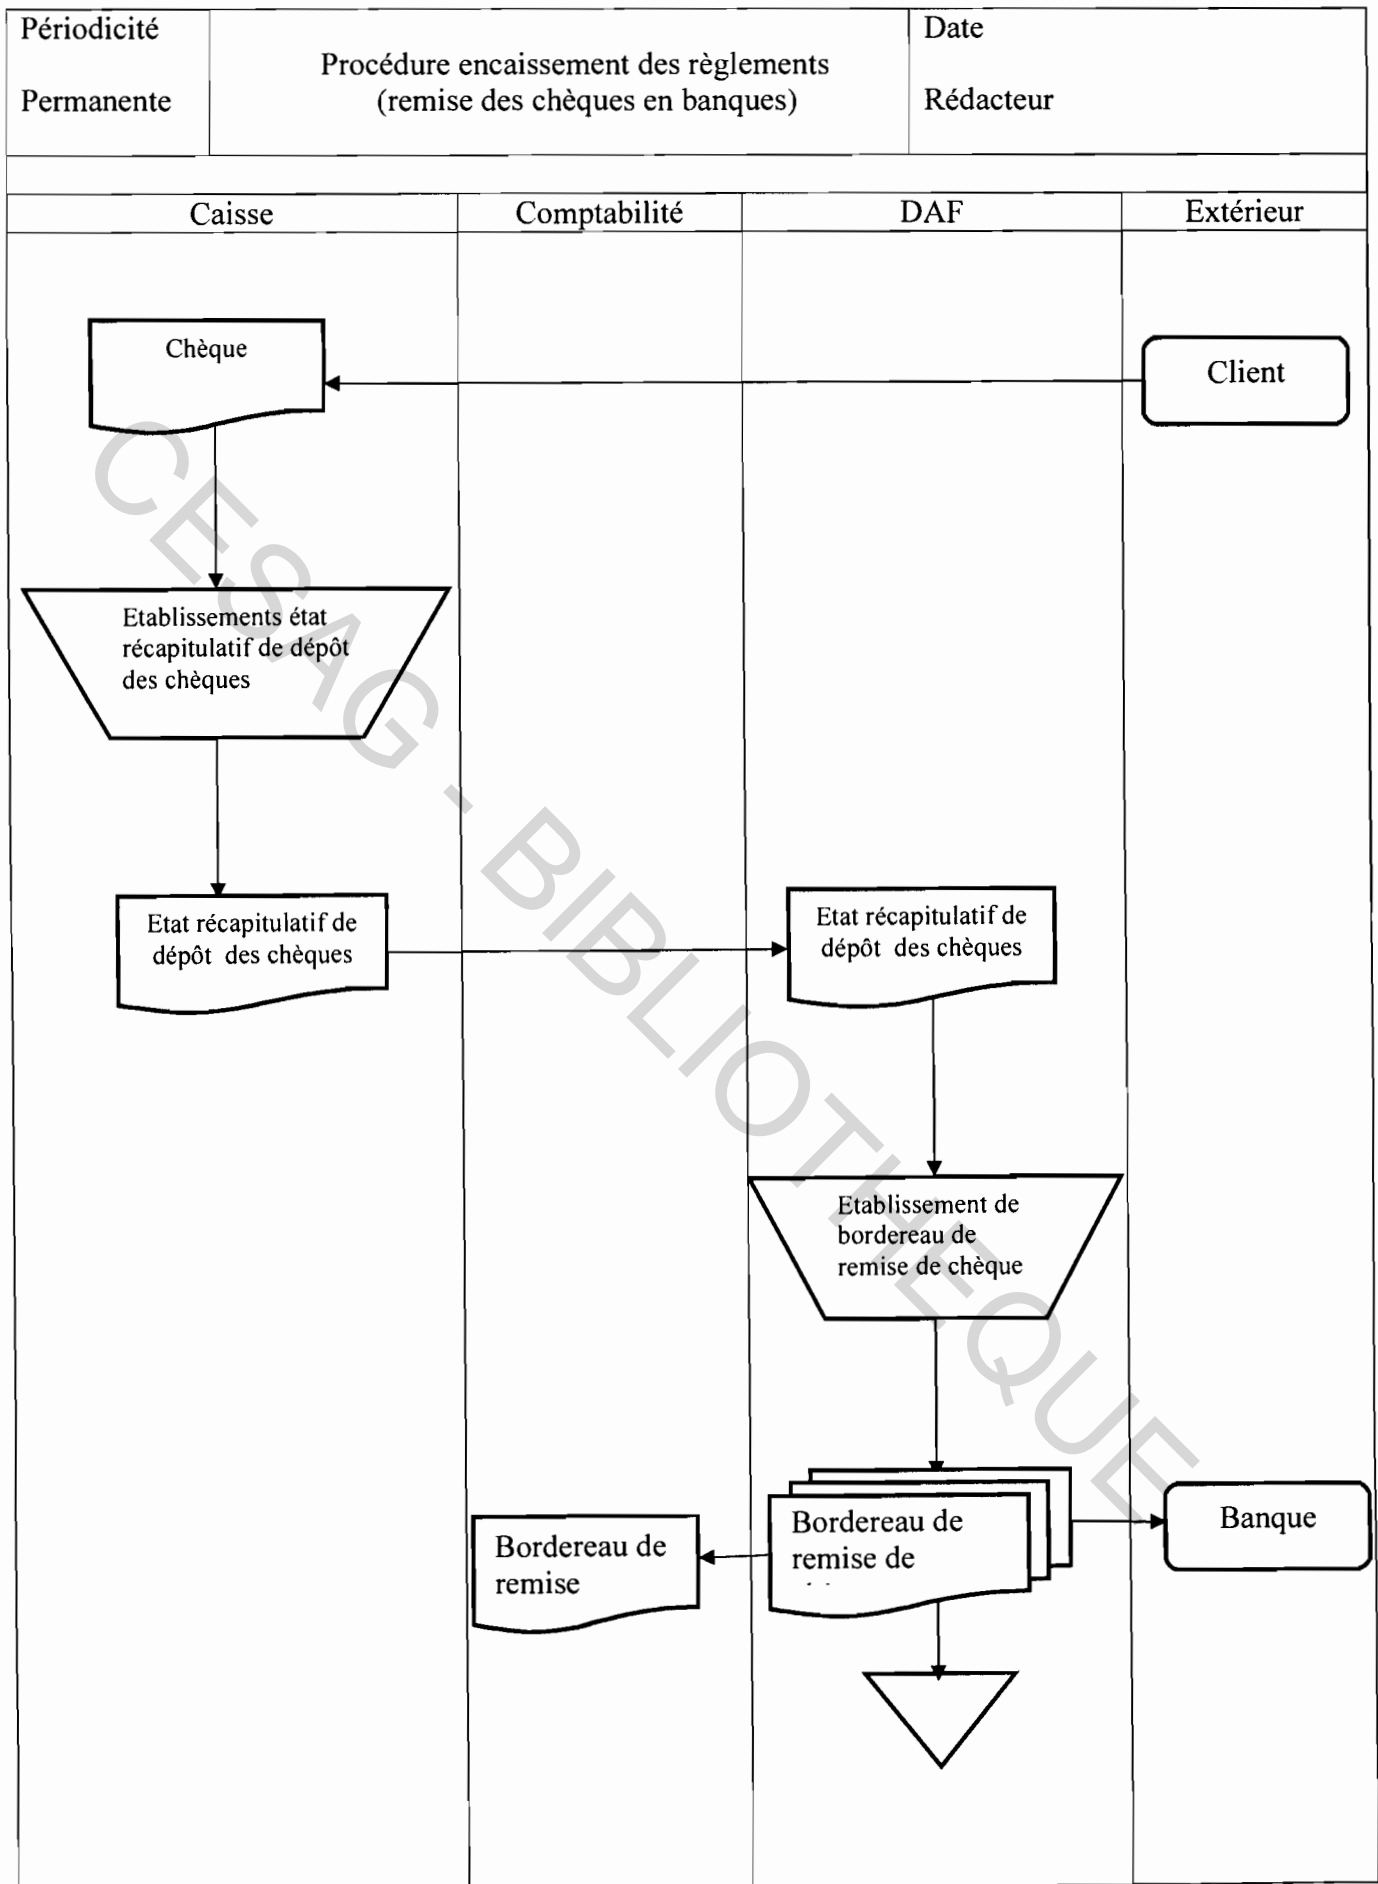 Périodicité
Permanente
Procédure encaissement des règlements
(remise des chèques en banques)
Date
Rédacteur
Caisse
Comptabilité
DAF
Extérieur
Chèque
Client
Etablissements état
récapitulatif de dépôt
des chèques
Etat récapitulatif de
dépôt des chèques
Etat récapitulatif de
dépôt des chèques
Etablissement de
bordereau de
remise de chèque
Bordereau de
remise
Bordereau de
remise de
Banque
CESAG - BIBLIOTHEQUE